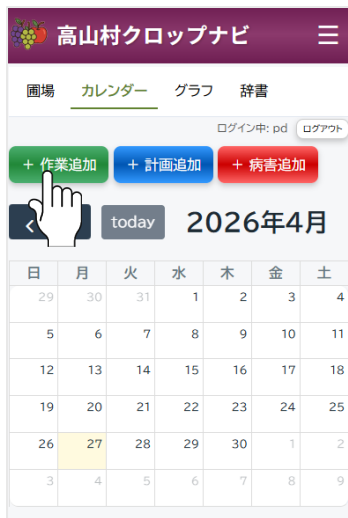 高山村クロップナビ
圃場 カレンダー グラフ 辞書
ログイン中: pd ログアウト
+ 作業追加 + 計画追加 + 病害追加
< today 2026年4月
日 月 火 水 木 金 土
29 30 31 1 2 3 4
5 6 7 8 9 10 11
12 13 14 15 16 17 18
19 20 21 22 23 24 25
26 27 28 29 30 1 2
3 4 5 6 7 8 9